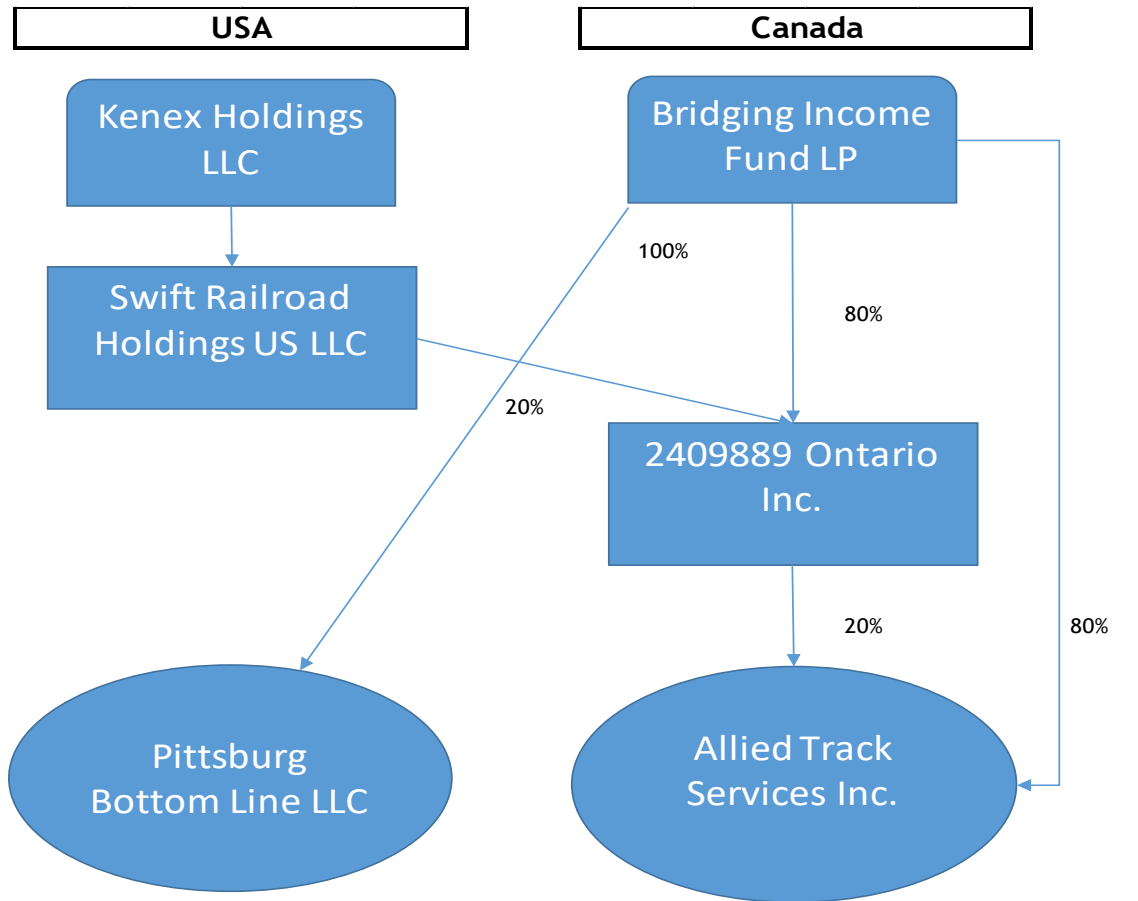 USA
Canada
Kenex Holdings
LLC
Bridging Income
Fund LP
100%
Swift Railroad
Holdings US LLC
80%
20%
2409889 Ontario
Inc.
20%
80%
Pittsburg
Bottom Line LLC
Allied Track
Services Inc.